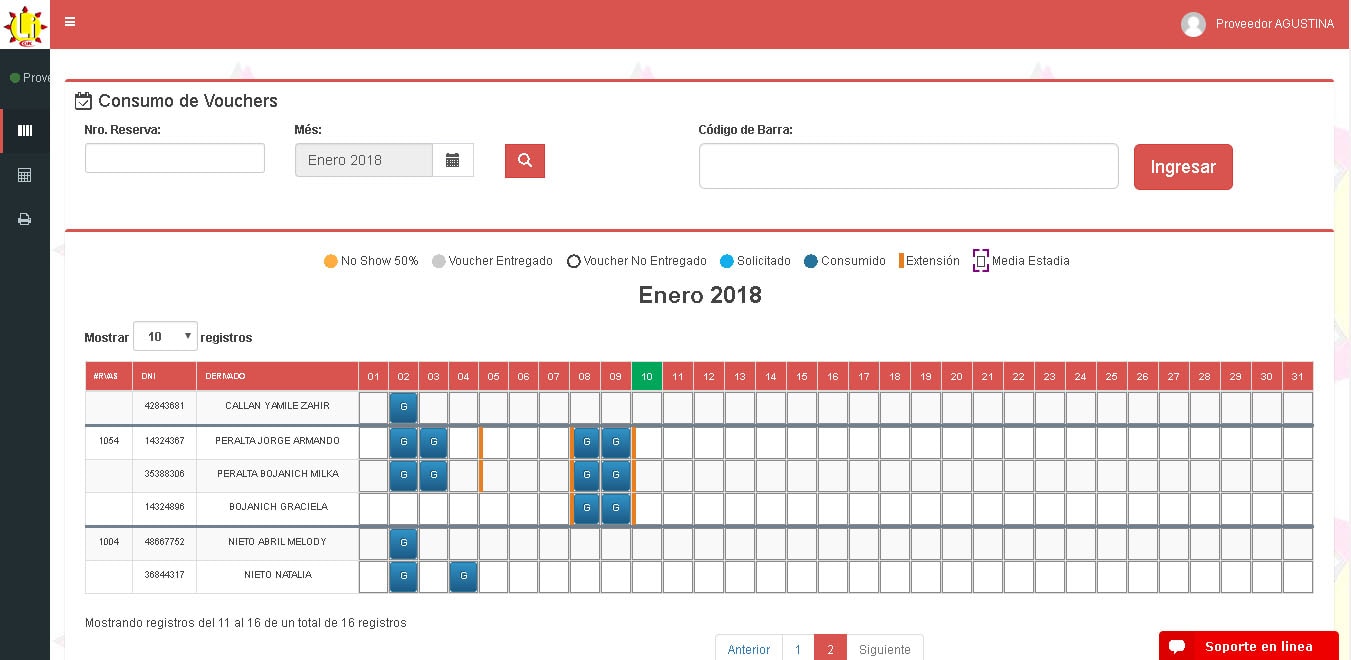 Li
Proveedor AGUSTINA
Prove
Consumo de Vouchers
Nro. Reserva: Més: Código de Barra:
Enero 2018 Ingresar
No Show 50% Voucher Entregado Voucher No Entregado Solicitado Consumido Extensión Media Estadia
Enero 2018
Mostrar 10 registros
#RVAS DNI DERIVADO 01 02 03 04 05 06 07 08 09 10 11 12 13 14 15 16 17 18 19 20 21 22 23 24 25 26 27 28 29 30 31
42843681 CALLAN YAMILE ZAHIR G
1054 14324367 PERALTA JORGE ARMANDO G G G G
35388306 PERALTA BOJANICH MILKA G G G G
14324896 BOJANICH GRACIELA G G
1004 48667752 NIETO ABRIL MELODY G
36844317 NIETO NATALIA G G
Mostrando registros del 11 al 16 de un total de 16 registros
Anterior 1 2 Siguiente
Soporte en linea